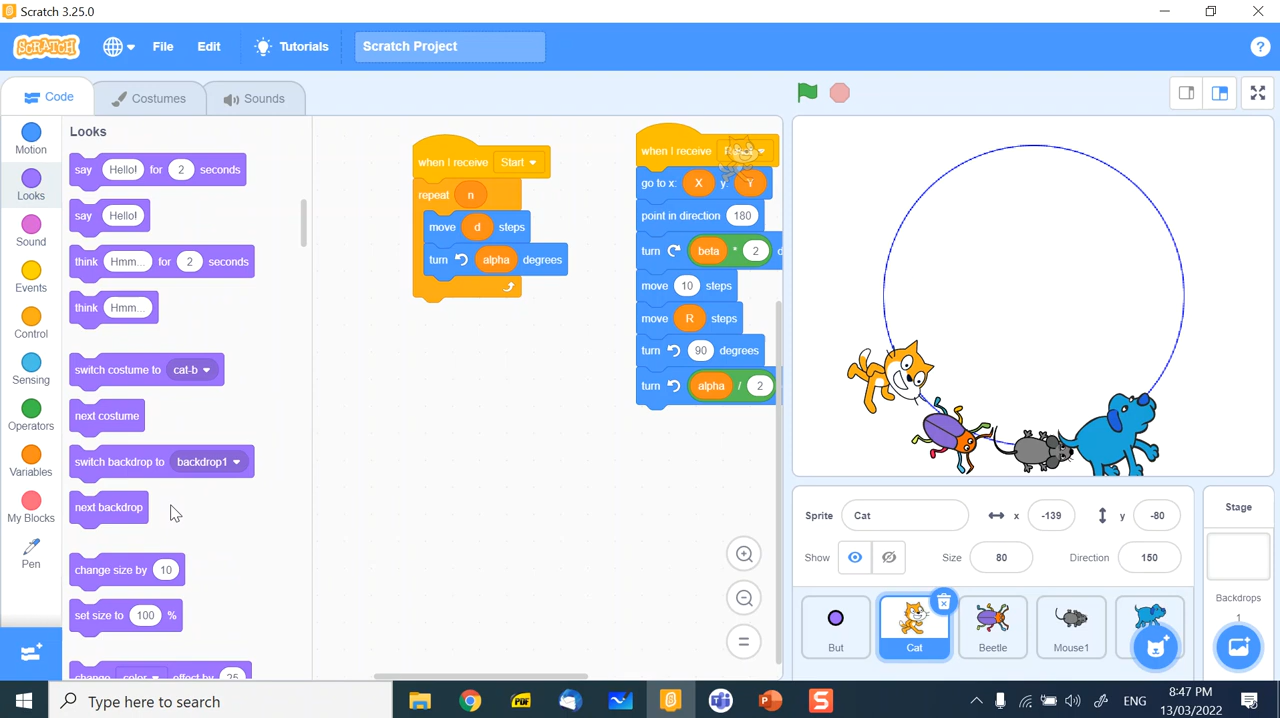 Scratch 3.25.0
SCRATCH
File
Edit
Tutorials
Scratch Project
?
Code
Costumes
Sounds
Motion
Looks
Sound
Events
Control
Sensing
Operators
Variables
My Blocks
Pen
Looks
say Hello! for 2 seconds
say Hello!
think Hmm... for 2 seconds
think Hmm...
switch costume to cat-b
next costume
switch backdrop to backdrop1
next backdrop
change size by 10
set size to 100 %
change color effect by 25
when I receive Start
repeat n
move d steps
turn alpha degrees
when I receive
go to x: X y: Y
point in direction 180
turn beta * 2 d
move 10 steps
move R steps
turn 90 degrees
turn alpha / 2
Sprite Cat x -139 y -80
Show Size 80 Direction 150
But
Cat
Beetle
Mouse1
Stage
Backdrops
1
Type here to search
PDF
ENG
8:47 PM
13/03/2022